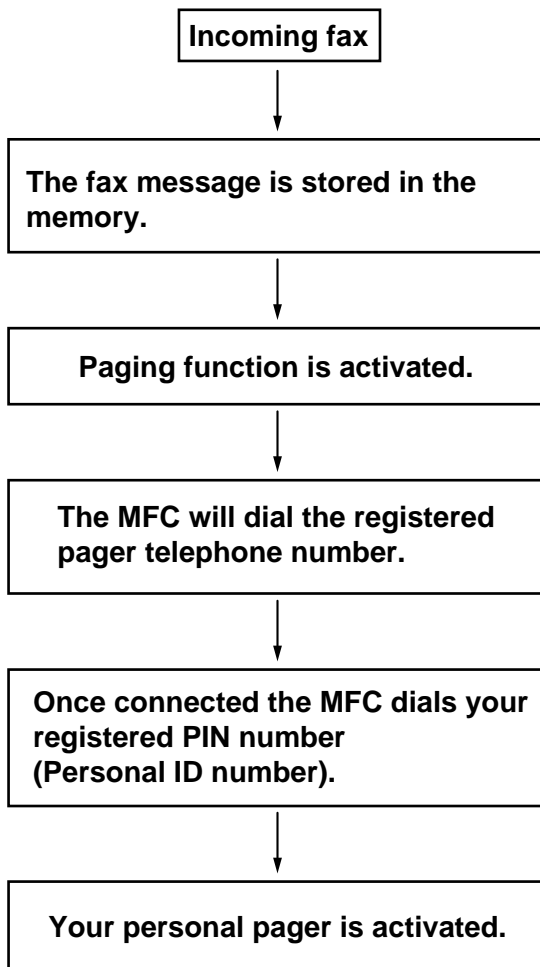 Incoming fax
The fax message is stored in the
memory.
Paging function is activated.
The MFC will dial the registered
pager telephone number.
Once connected the MFC dials your
registered PIN number
(Personal ID number).
Your personal pager is activated.